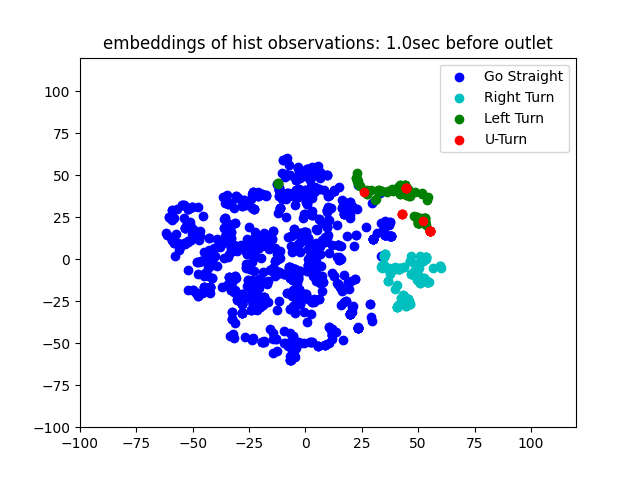 embeddings of hist observations: 1.0sec before outlet
Go Straight
Right Turn
Left Turn
U-Turn
100
75
50
25
0
−25
−50
−75
−100
−100 −75 −50 −25 0 25 50 75 100